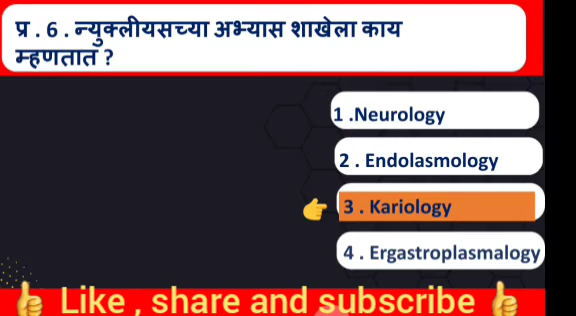 प्र . 6 . न्युक्लीयसच्या अभ्यास शाखेला काय
म्हणतात ?
1 .Neurology
2 . Endolasmology
3 . Kariology
4 . Ergastroplasmalogy
Like , share and subscribe